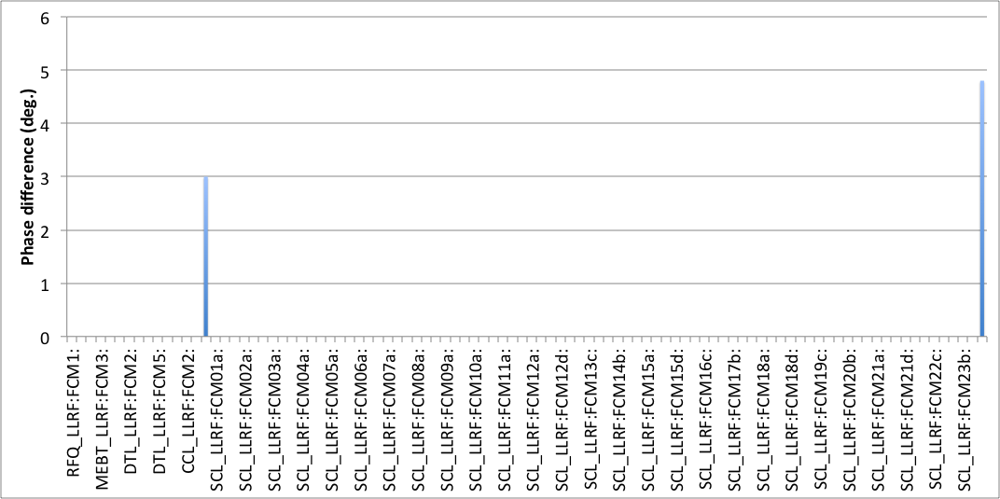 6
5
4
3
2
1
0
Phase difference (deg.)
RFQ_LLRF:FCM1:
MEBT_LLRF:FCM3:
DTL_LLRF:FCM2:
DTL_LLRF:FCM5:
CCL_LLRF:FCM2:
SCL_LLRF:FCM01a:
SCL_LLRF:FCM02a:
SCL_LLRF:FCM03a:
SCL_LLRF:FCM04a:
SCL_LLRF:FCM05a:
SCL_LLRF:FCM06a:
SCL_LLRF:FCM07a:
SCL_LLRF:FCM08a:
SCL_LLRF:FCM09a:
SCL_LLRF:FCM10a:
SCL_LLRF:FCM11a:
SCL_LLRF:FCM12a:
SCL_LLRF:FCM12d:
SCL_LLRF:FCM13c:
SCL_LLRF:FCM14b:
SCL_LLRF:FCM15a:
SCL_LLRF:FCM15d:
SCL_LLRF:FCM16c:
SCL_LLRF:FCM17b:
SCL_LLRF:FCM18a:
SCL_LLRF:FCM18d:
SCL_LLRF:FCM19c:
SCL_LLRF:FCM20b:
SCL_LLRF:FCM21a:
SCL_LLRF:FCM21d:
SCL_LLRF:FCM22c:
SCL_LLRF:FCM23b: